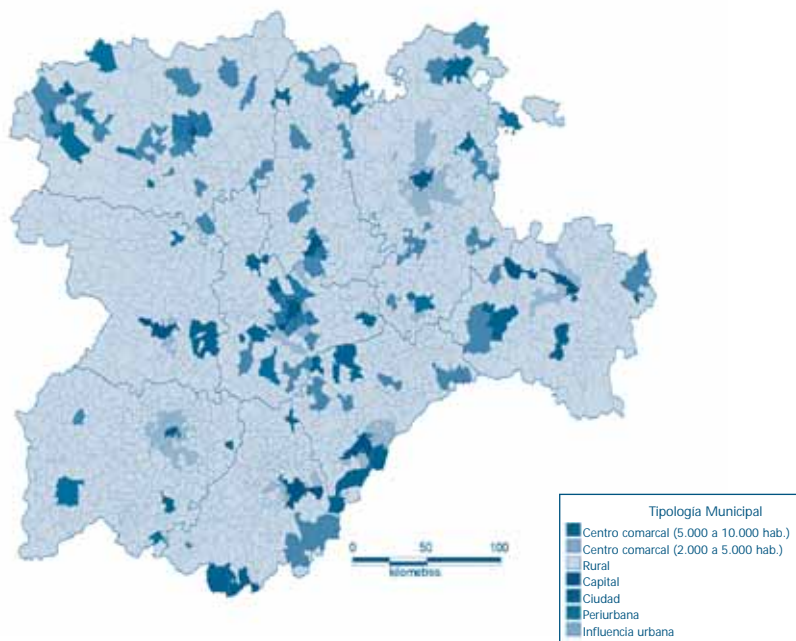 0 50 100
kilometros
Tipología Municipal
Centro comarcal (5.000 a 10.000 hab.)
Centro comarcal (2.000 a 5.000 hab.)
Rural
Capital
Ciudad
Periurbana
Influencia urbana